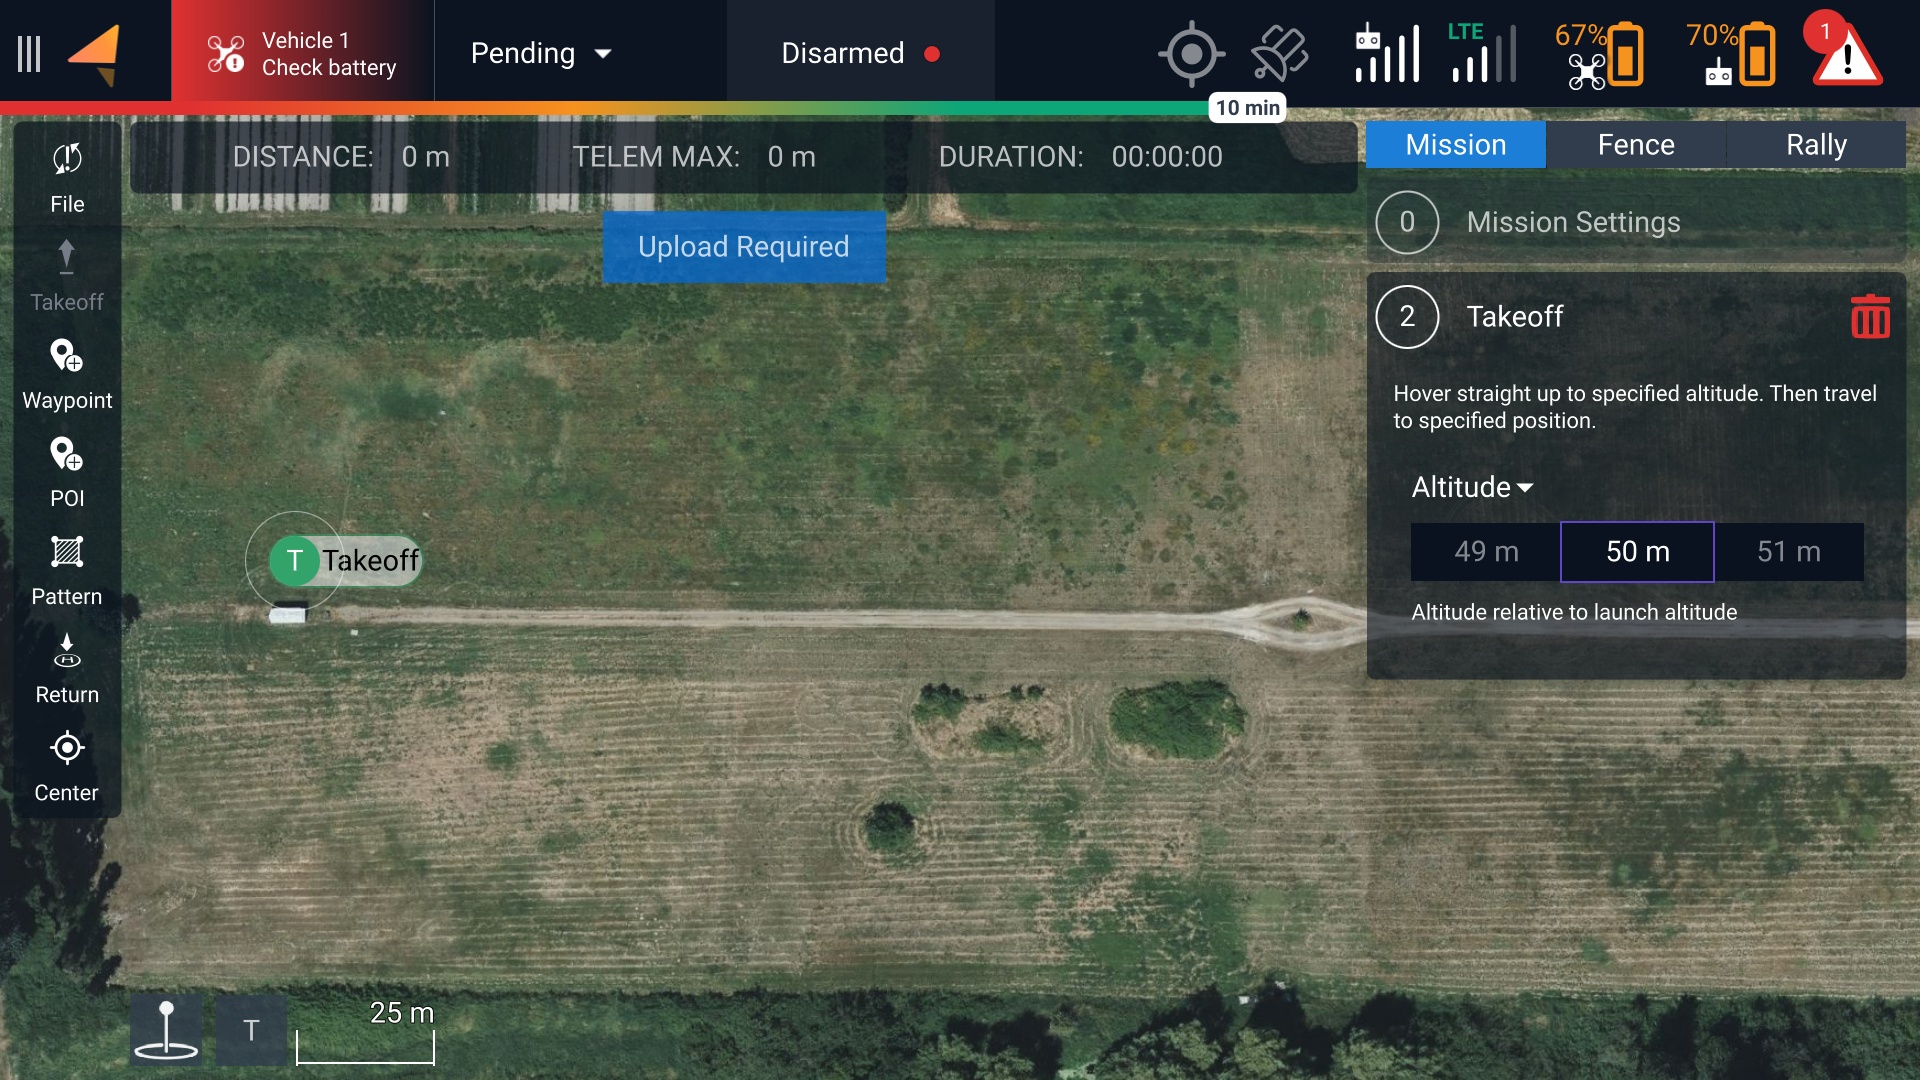 Vehicle 1
Check battery
Pending
Disarmed
LTE
67%
70%
1
10 min
DISTANCE: 0 m
TELEM MAX: 0 m
DURATION: 00:00:00
Mission
Fence
Rally
File
Takeoff
Waypoint
POI
Pattern
Return
Center
Upload Required
0 Mission Settings
2 Takeoff
Hover straight up to specified altitude. Then travel
to specified position.
Altitude
49 m
50 m
51 m
Altitude relative to launch altitude
T Takeoff
T
25 m